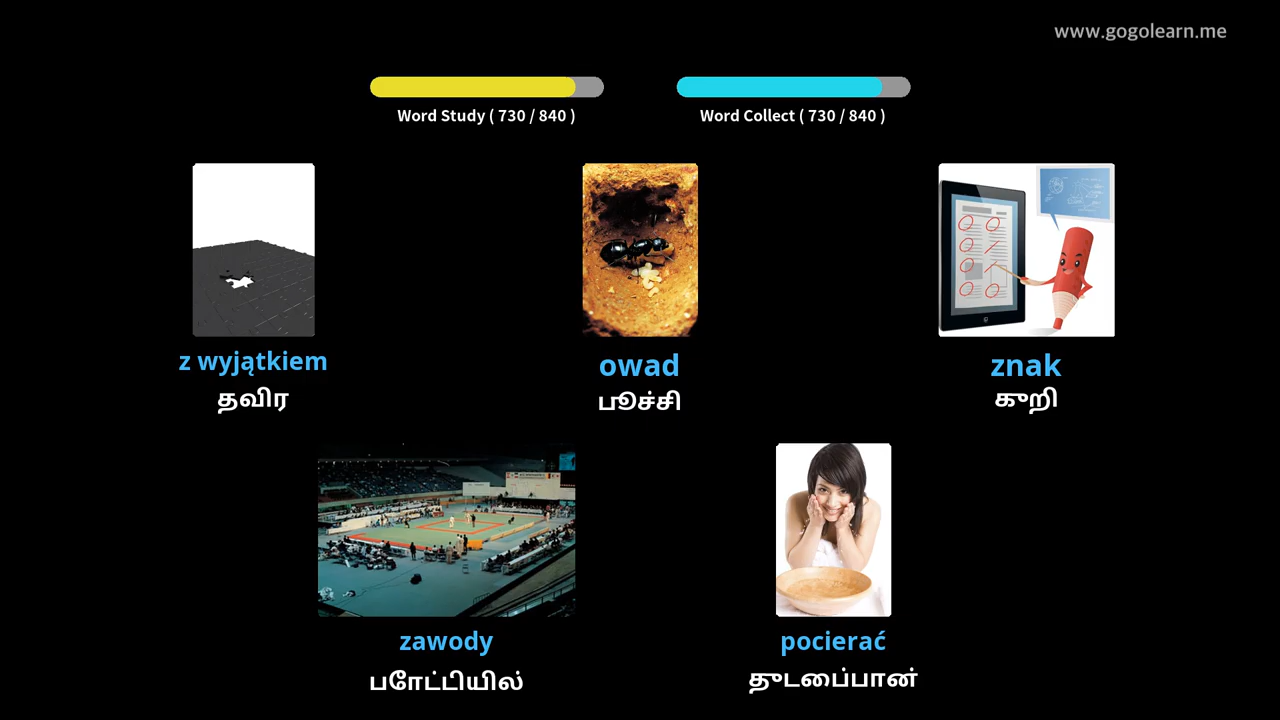 www.gogolearn.me
Word Study ( 730 / 840 )
Word Collect ( 730 / 840 )
z wyjątkiem
தவிர
owad
பூச்சி
znak
குறி
zawody
போட்டியில்
pocierać
துடைப்பான்